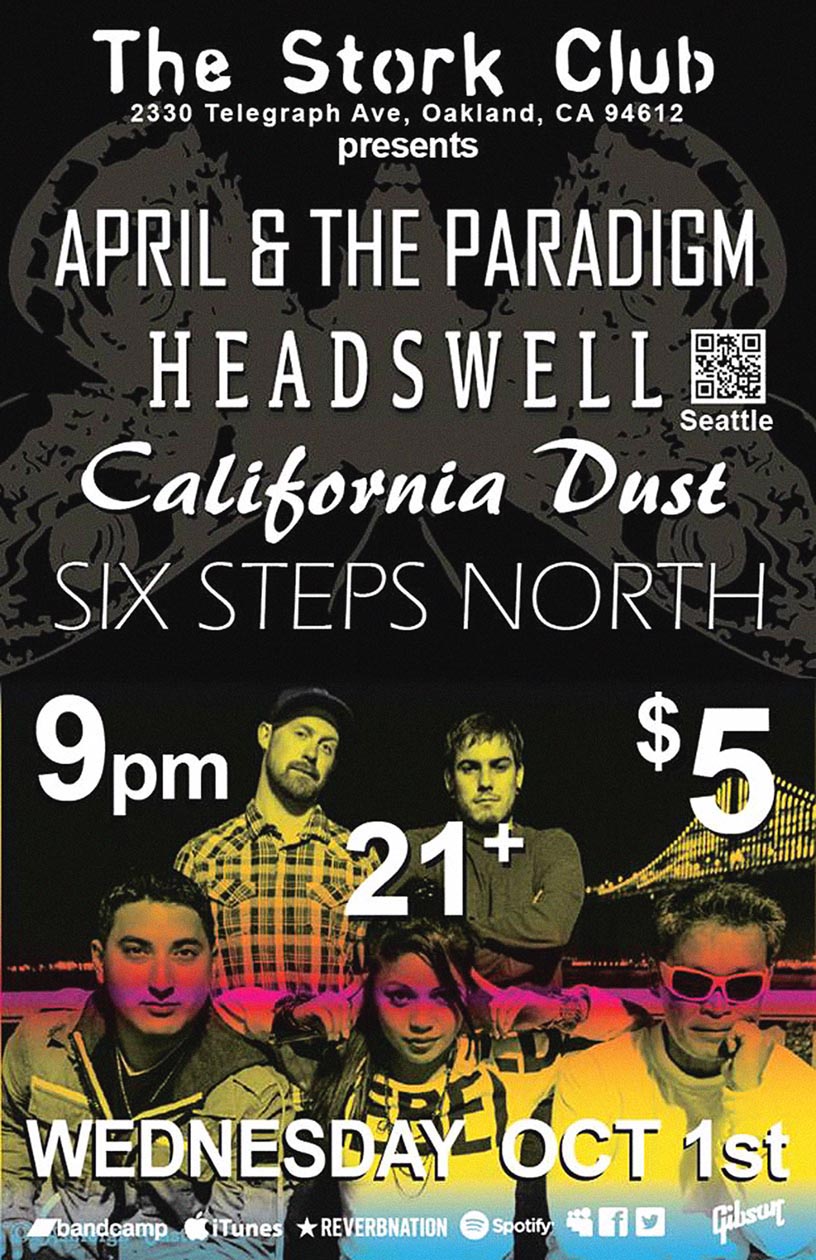 The Stork Club
2330 Telegraph Ave, Oakland, CA 94612
presents
APRIL & THE PARADIGM
HEADSWELL
Seattle
California Dust
SIX STEPS NORTH
9pm
$5
21+
WEDNESDAY OCT 1st
bandcamp iTunes REVERBNATION Spotify Gibson